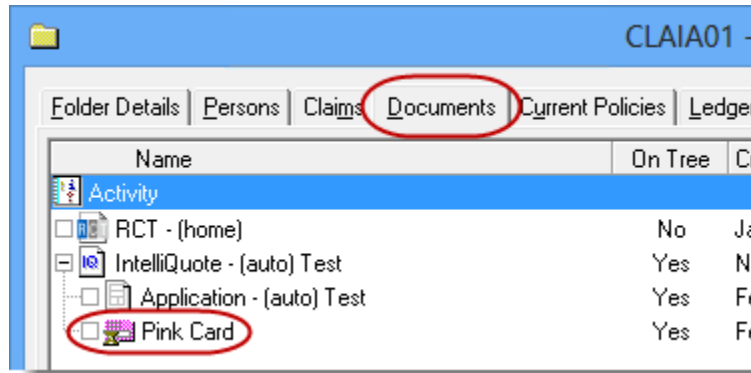 CLAIA01 -
Folder Details Persons Claims Documents Current Policies Ledge
Name On Tree C
Activity
RCT - (home) No Ja
IntelliQuote - (auto) Test Yes N
Application - (auto) Test Yes Fe
Pink Card Yes Fe